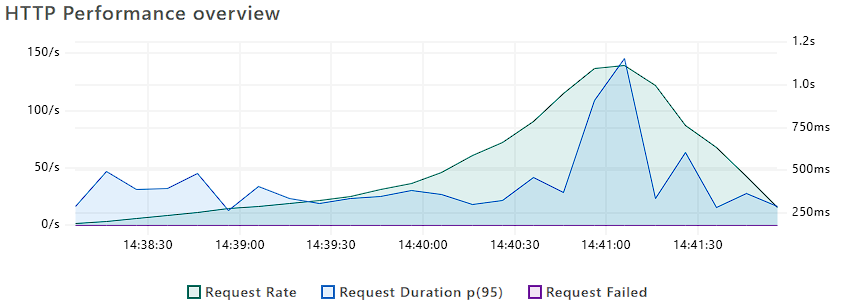 HTTP Performance overview
150/s
100/s
50/s
0/s
1.2s
1.0s
750ms
500ms
250ms
14:38:30 14:39:00 14:39:30 14:40:00 14:40:30 14:41:00 14:41:30
Request Rate Request Duration p(95) Request Failed